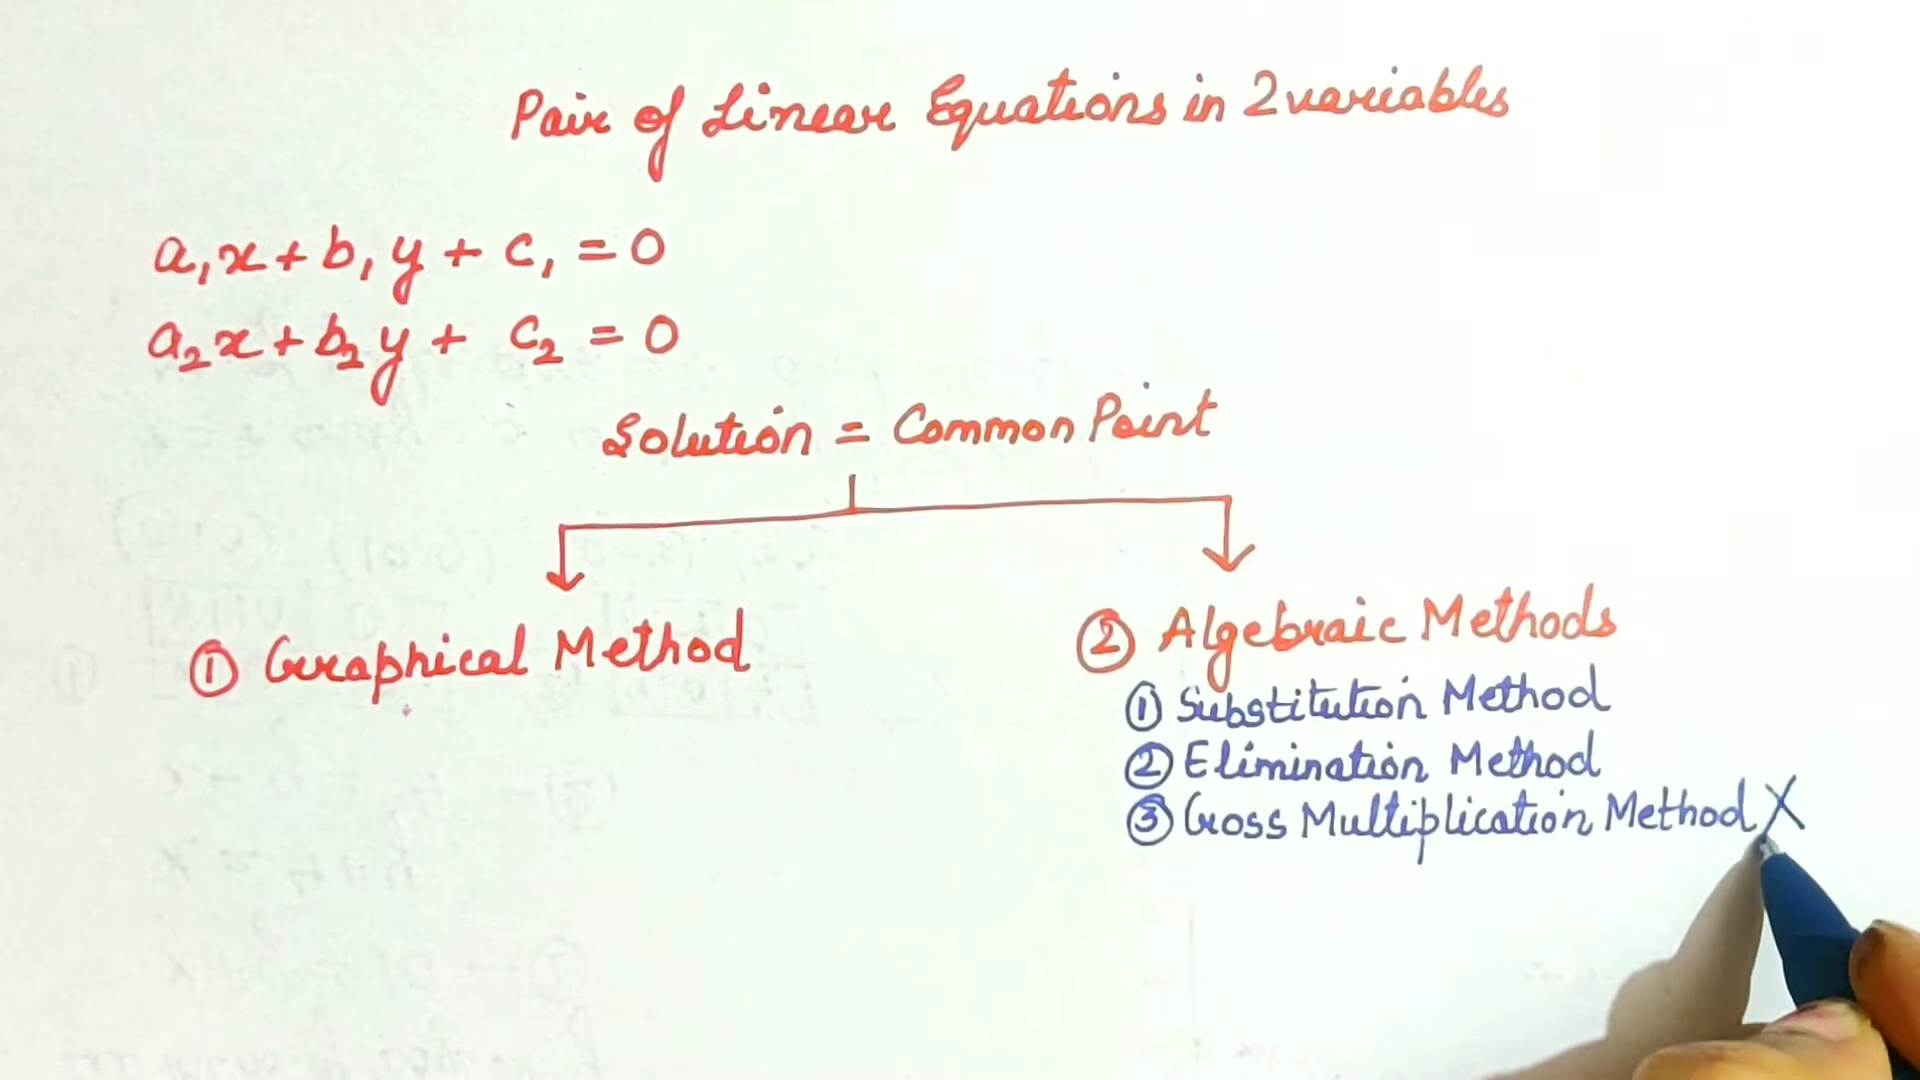 Pair of Linear Equations in 2 variables
a₁x + b₁y + c₁ = 0
a₂x + b₂y + c₂ = 0
Solution = Common Point
① Graphical Method
② Algebraic Methods
① Substitution Method
② Elimination Method
③ Cross Multiplication Method X